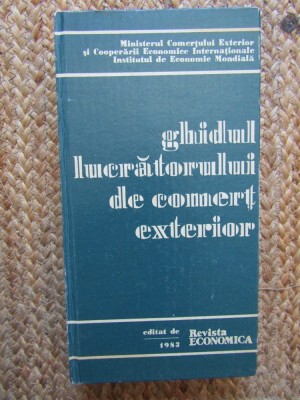 Ministerul Comerţului Exterior
şi Cooperării Economice Internaţionale
Institutul de Economie Mondială
ghidul
lucrătorului
de comerţ
exterior
editat de Revista
1982 ECONOMICA